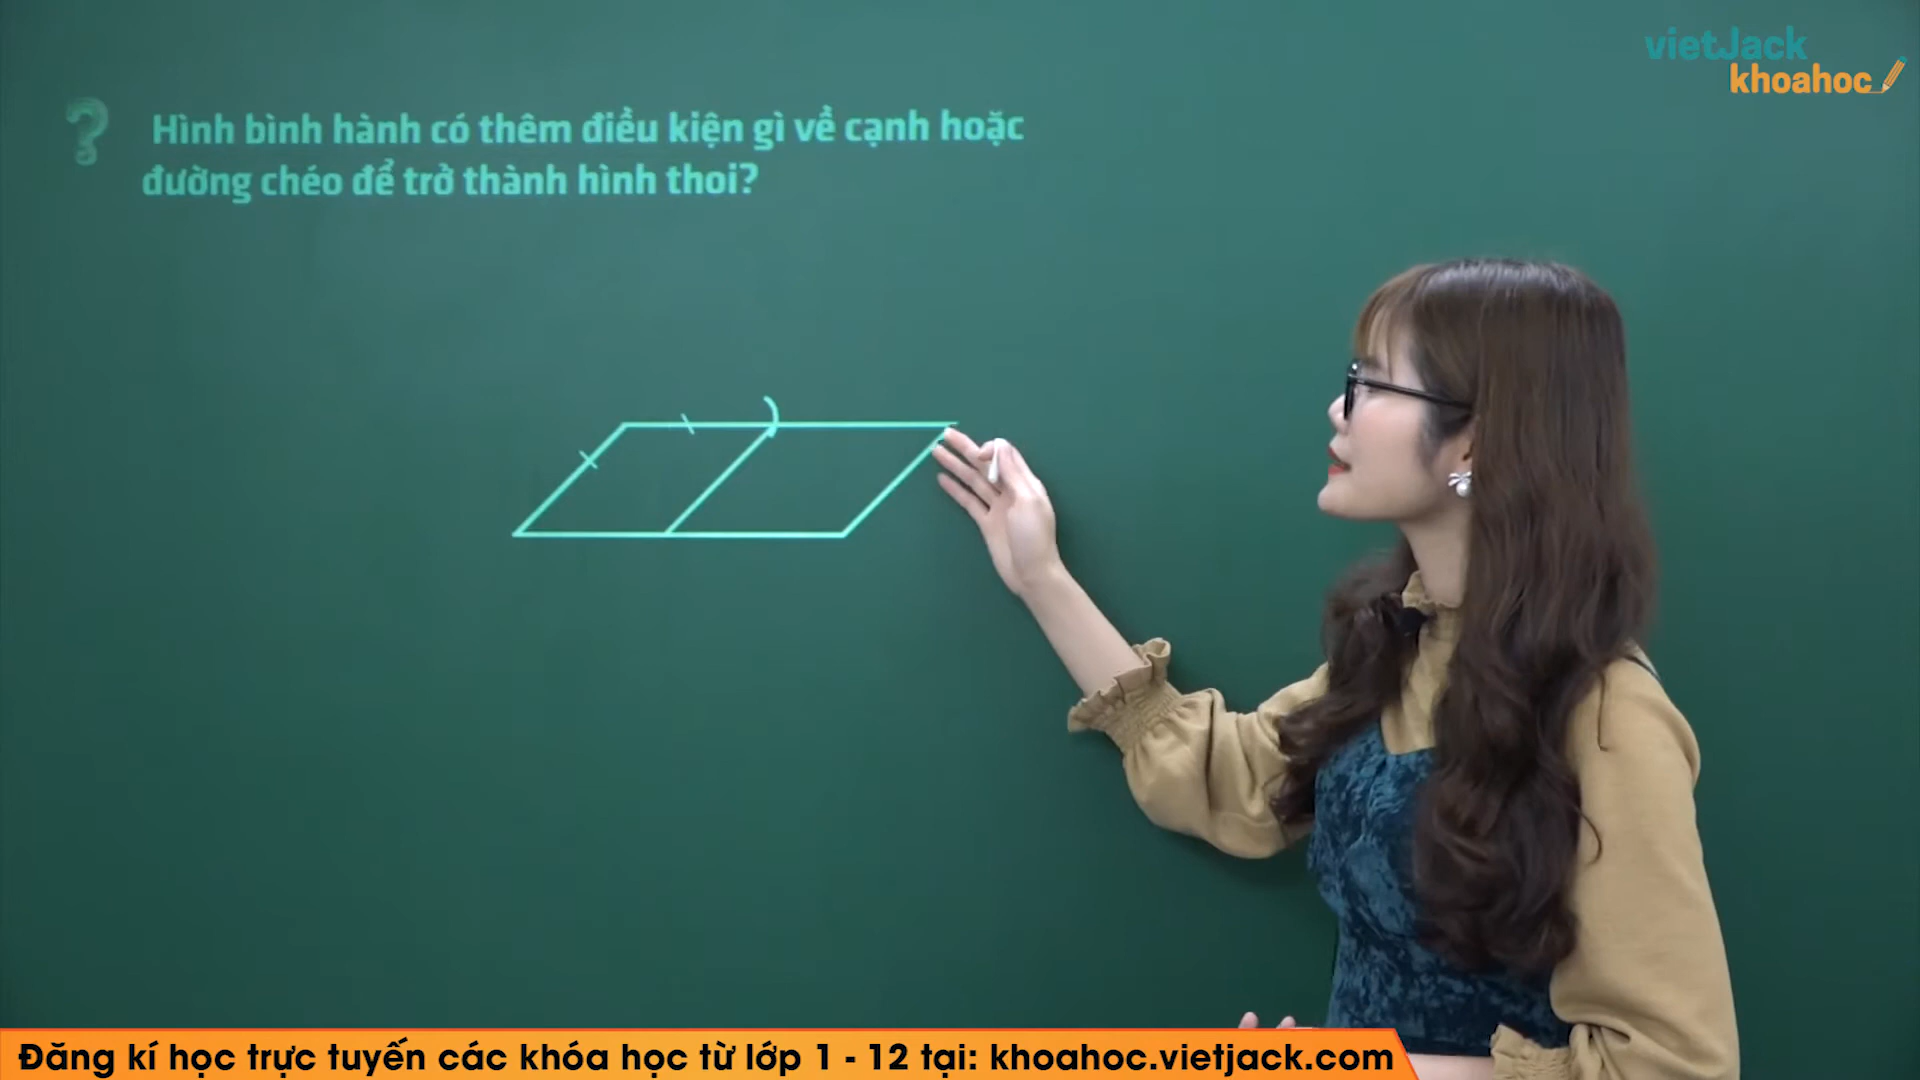 vietJack
khoahoc
? Hình bình hành có thêm điều kiện gì về cạnh hoặc
đường chéo để trở thành hình thoi?
Đăng kí học trực tuyến các khóa học từ lớp 1 - 12 tại: khoahoc.vietjack.com